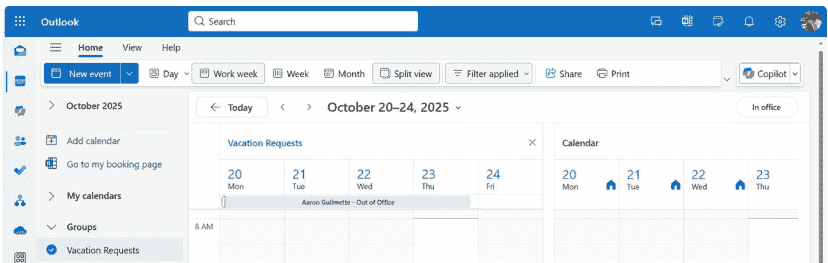 Outlook
Search
Home View Help
New event Day Work week Week Month Split view Filter applied Share Print Copilot
October 2025
Today October 20–24, 2025 In office
Add calendar
Go to my booking page
My calendars
Groups
Vacation Requests
Vacation Requests Calendar
20 21 22 23 24 20 21 22 23
Mon Tue Wed Thu Fri Mon Tue Wed Thu
Aaron Guilmette - Out of Office
8 AM